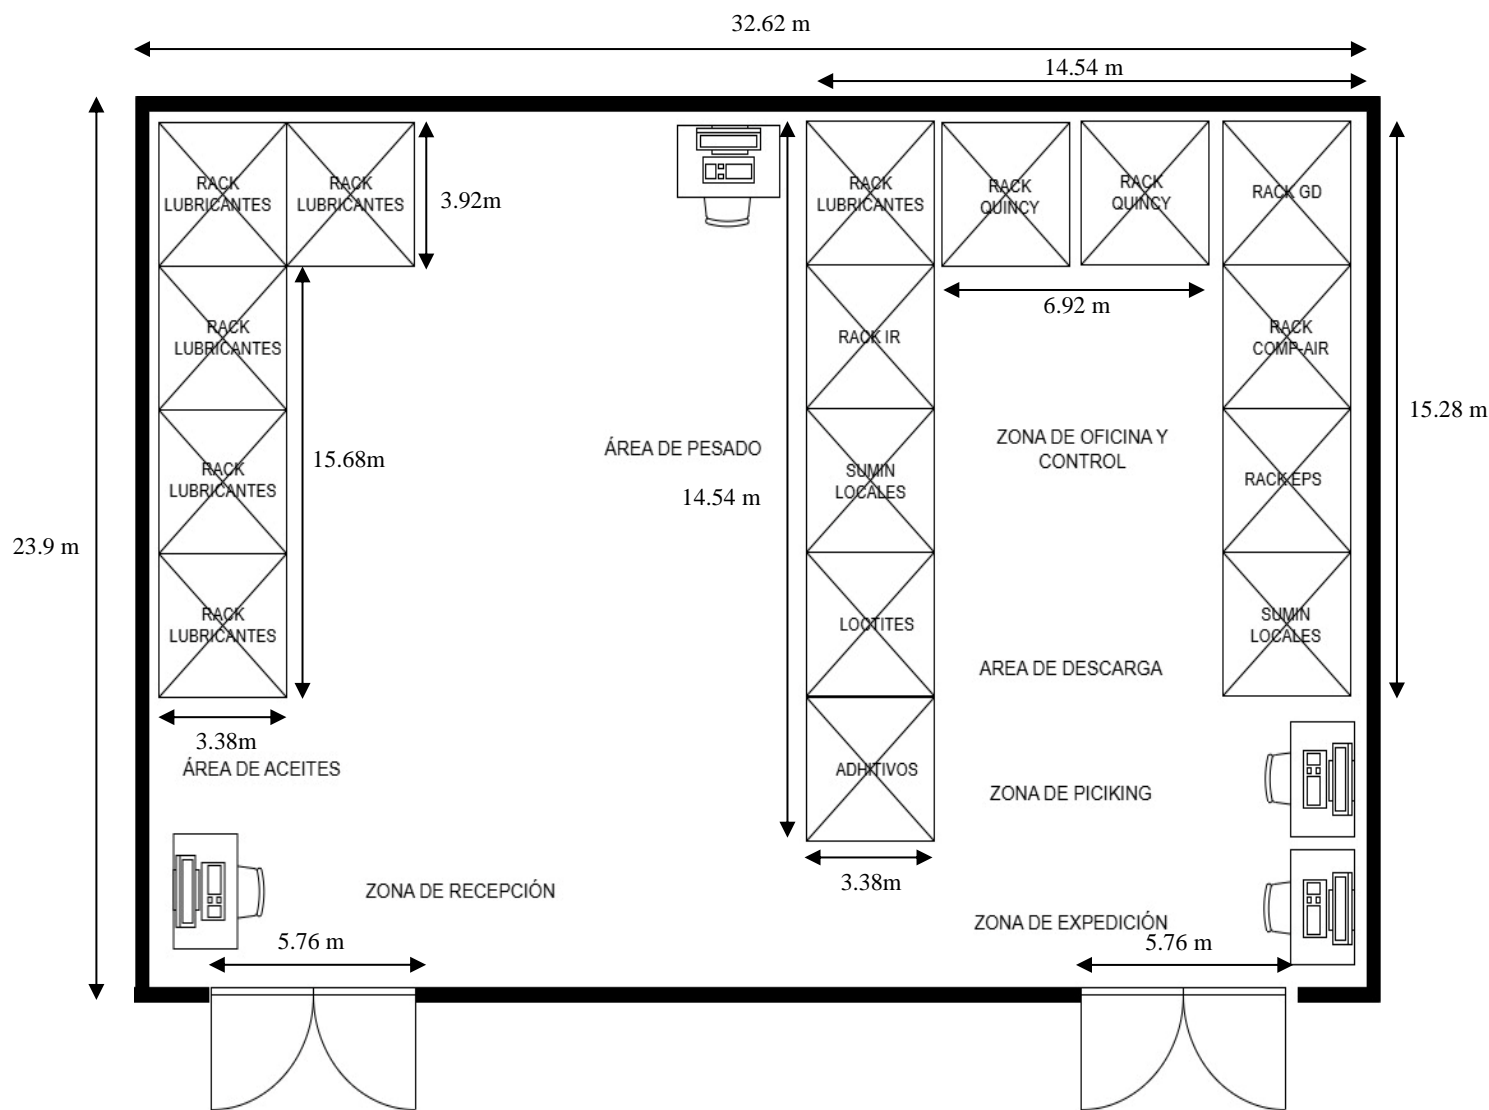 32.62 m
14.54 m
RACK
LUBRICANTES
RACK
LUBRICANTES
3.92m
RACK
LUBRICANTES
RACK
QUINCY
RACK
QUINCY
RACK GD
6.92 m
RACK
LUBRICANTES
RACK IR
RACK
COMP-AIR
15.28 m
ÁREA DE PESADO
ZONA DE OFICINA Y
CONTROL
15.68m
RACK
LUBRICANTES
14.54 m
SUMIN
LOCALES
RACK EPS
23.9 m
RACK
LUBRICANTES
LOCTITES
SUMIN
LOCALES
AREA DE DESCARGA
3.38m
ÁREA DE ACEITES
ADHITIVOS
ZONA DE PICIKING
3.38m
ZONA DE RECEPCIÓN
ZONA DE EXPEDICIÓN
5.76 m
5.76 m